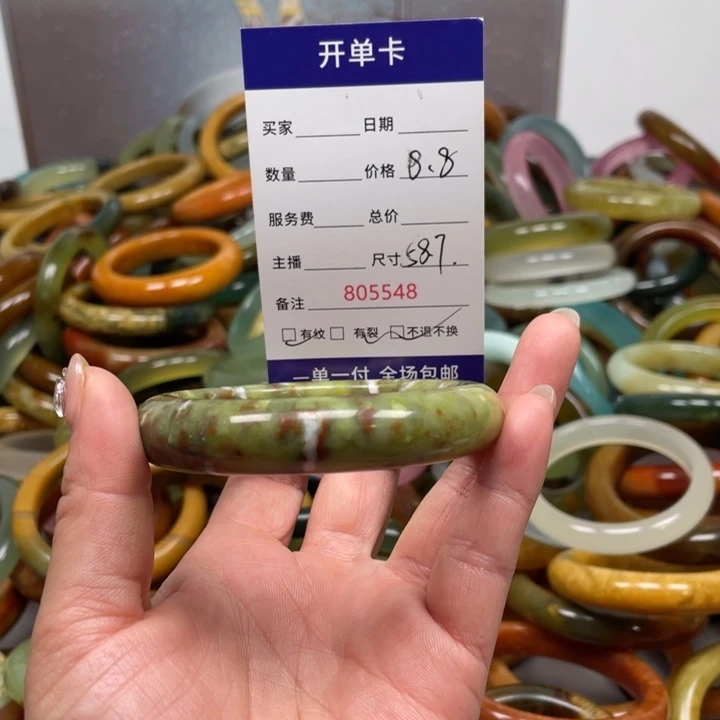 开单卡
买家 日期
数量 价格 8.8
服务费 总价
主播 尺寸 587.
备注 805548
有纹 有裂 不退不换
一单一付 全场包邮